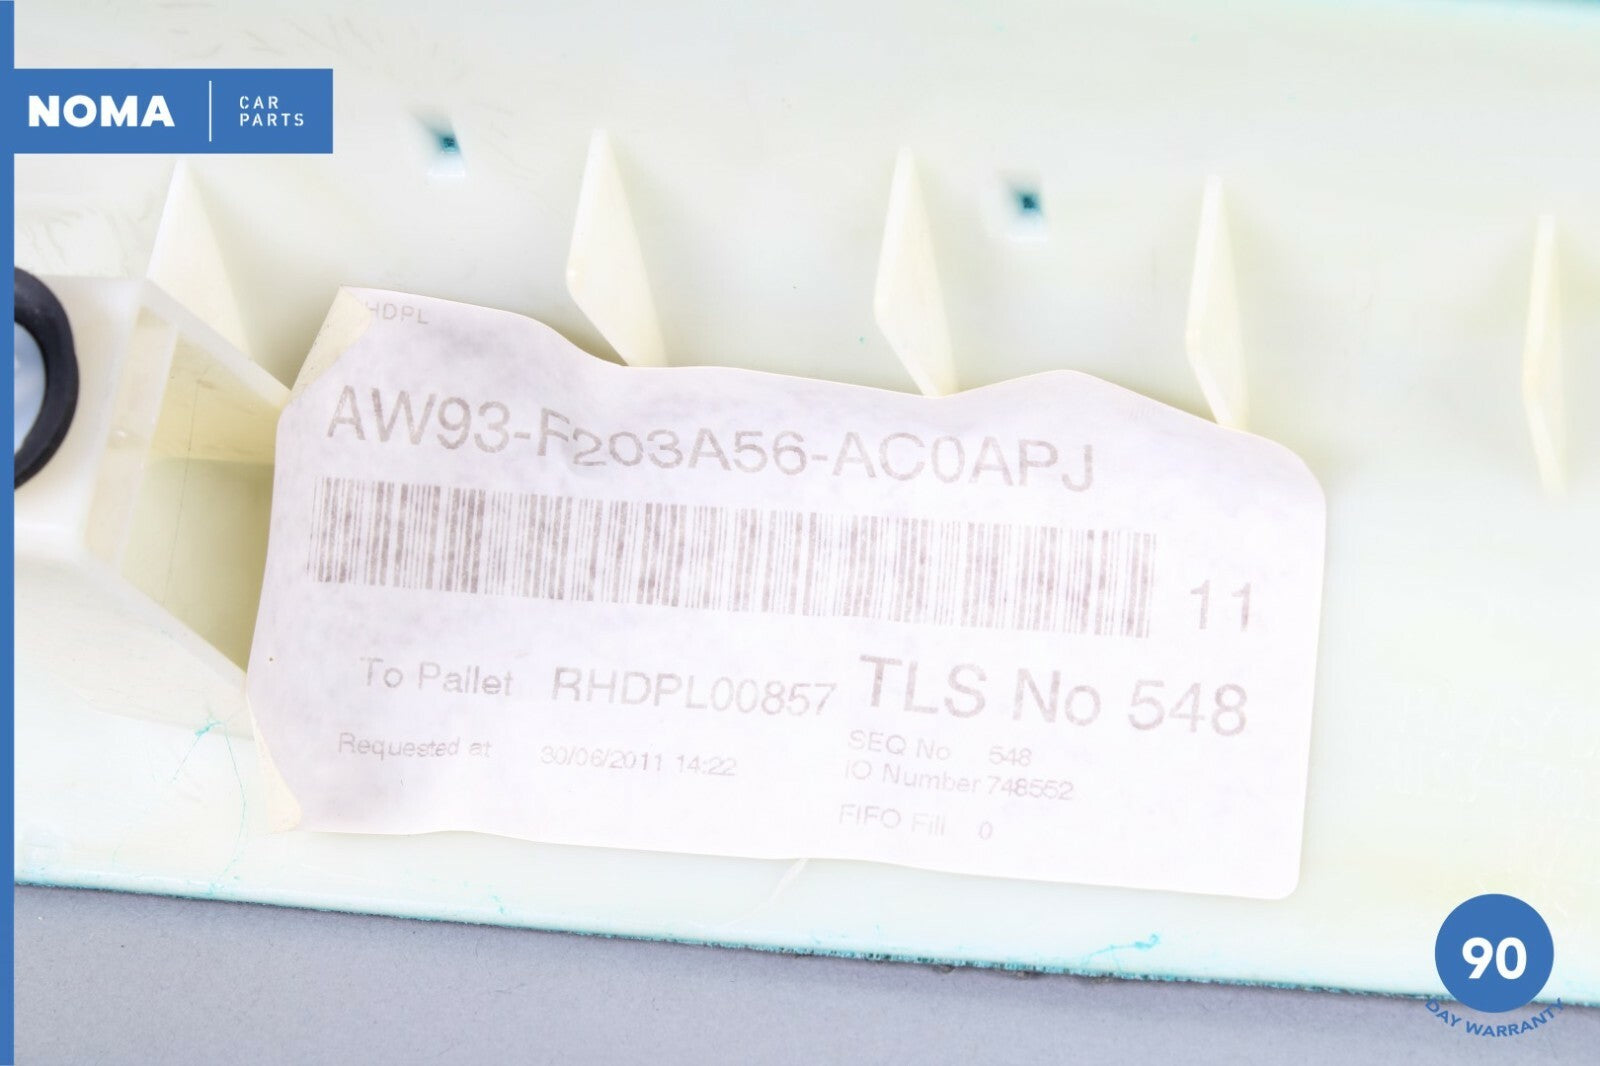 NOMA
CAR
PARTS
HDPL
AW93-F203A56-AC0APJ
11
To Pallet RHDPL00857 TLS No 548
Requested at 30/06/2011 14:22
SEQ No 548
IO Number 748552
FIFO Fill 0
90
DAY WARRANTY